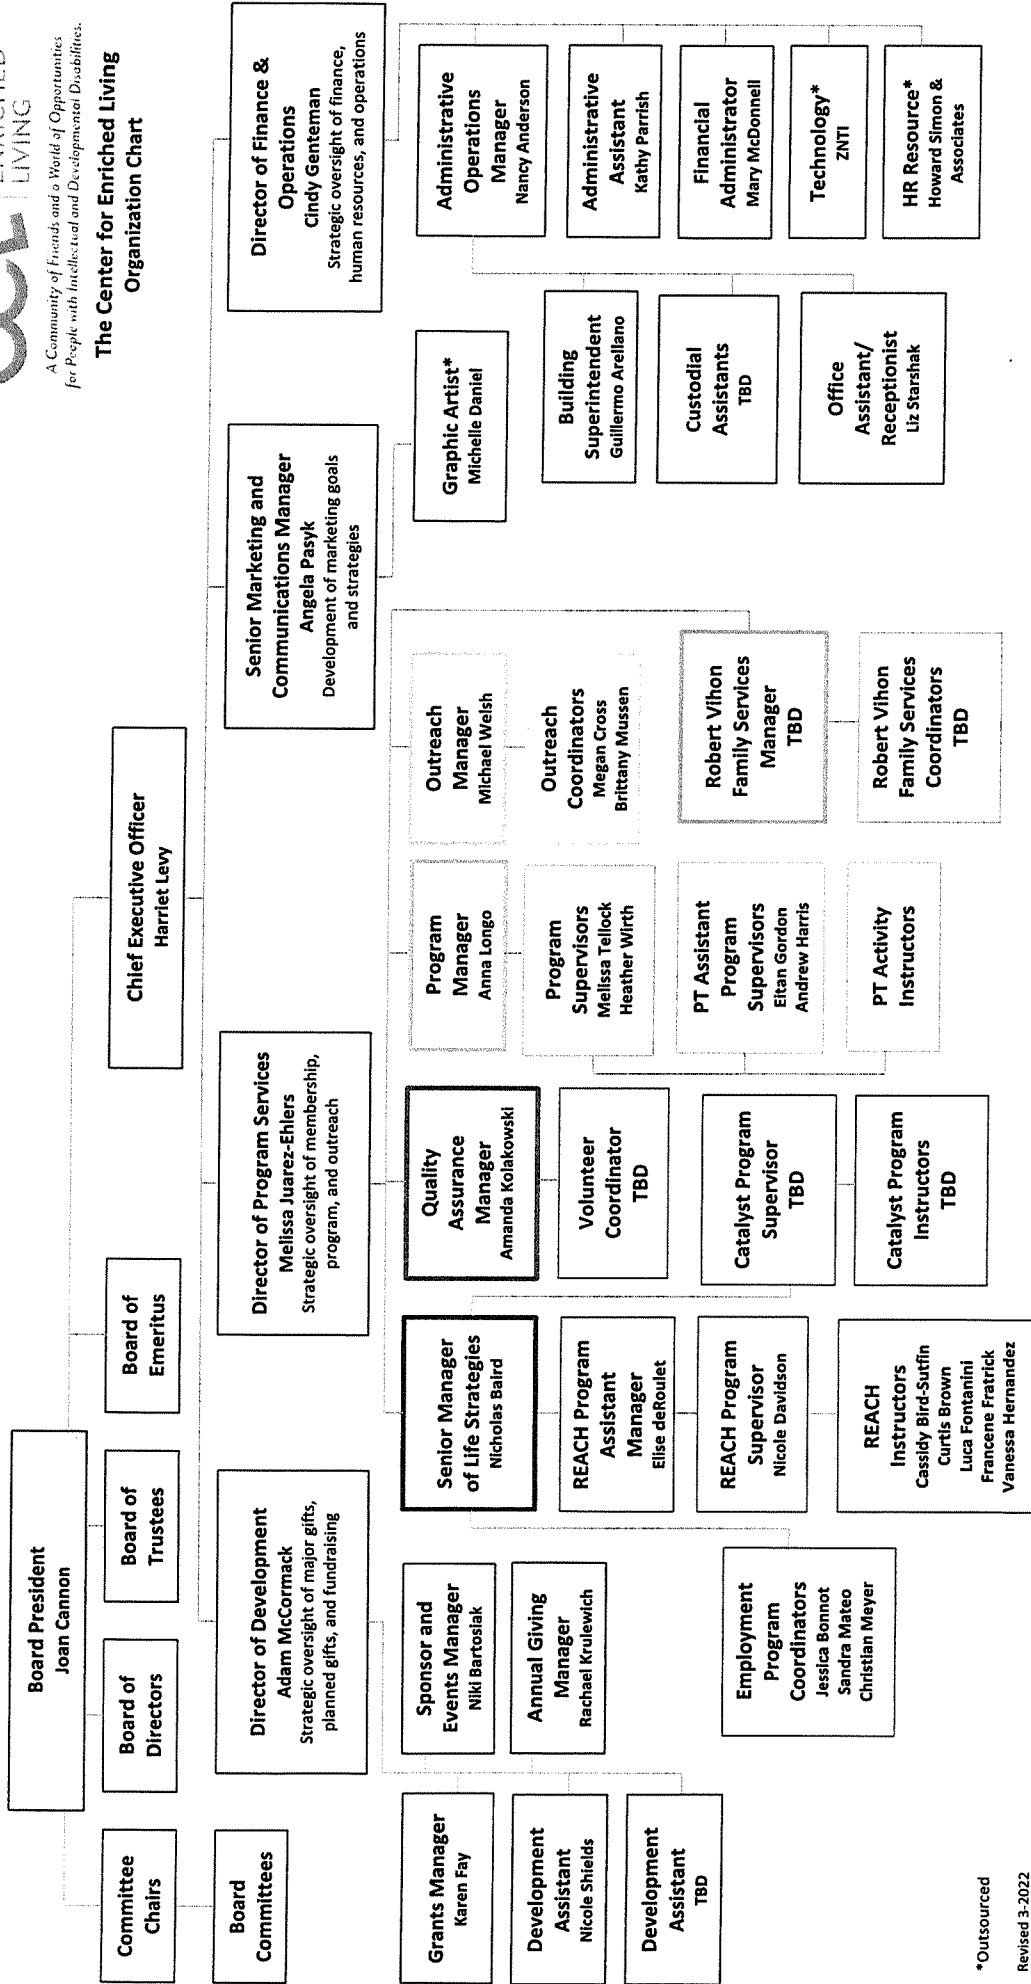 LIVING
A Community of Friends and a World of Opportunities
for People with Intellectual and Developmental Disabilities.
The Center for Enriched Living
Organization Chart
Board President
Joan Cannon
Committee
Chairs
Board of
Directors
Board of
Trustees
Board of
Emeritus
Chief Executive Officer
Harriet Levy
Board
Committees
Director of Development
Adam McCormack
Strategic oversight of major gifts,
planned gifts, and fundraising
Director of Program Services
Melissa Juarez-Ehlers
Strategic oversight of membership,
program, and outreach
Senior Marketing and
Communications Manager
Angela Pasyk
Development of marketing goals
and strategies
Director of Finance &
Operations
Cindy Genteman
Strategic oversight of finance,
human resources, and operations
Grants Manager
Karen Fay
Development
Assistant
Nicole Shields
Development
Assistant
TBD
Sponsor and
Events Manager
Niki Bartosiak
Annual Giving
Manager
Rachael Krulewich
Employment
Program
Coordinators
Jessica Bonnot
Sandra Mateo
Christian Meyer
Senior Manager
of Life Strategies
Nicholas Baird
REACH Program
Assistant
Manager
Elise deRoulet
REACH Program
Supervisor
Nicole Davidson
REACH
Instructors
Cassidy Bird-Sutfin
Curtis Brown
Luca Fontanini
Francene Fratrick
Vanessa Hernandez
Quality
Assurance
Manager
Amanda Kolakowski
Volunteer
Coordinator
TBD
Catalyst Program
Supervisor
TBD
Catalyst Program
Instructors
TBD
Program
Manager
Anna Longo
Program
Supervisors
Melissa Tellock
Heather Wirth
PT Assistant
Program
Supervisors
Eitan Gordon
Andrew Harris
PT Activity
Instructors
Outreach
Manager
Michael Welsh
Outreach
Coordinators
Megan Cross
Brittany Mussen
Robert Vihon
Family Services
Manager
TBD
Robert Vihon
Family Services
Coordinators
TBD
Graphic Artist*
Michelle Daniel
Building
Superintendent
Guillermo Arellano
Custodial
Assistants
TBD
Office
Assistant/
Receptionist
Liz Starshak
Administrative
Operations
Manager
Nancy Anderson
Administrative
Assistant
Kathy Parrish
Financial
Administrator
Mary McDonnell
Technology*
ZNTI
HR Resource*
Howard Simon &
Associates
*Outsourced
Revised 3-2022